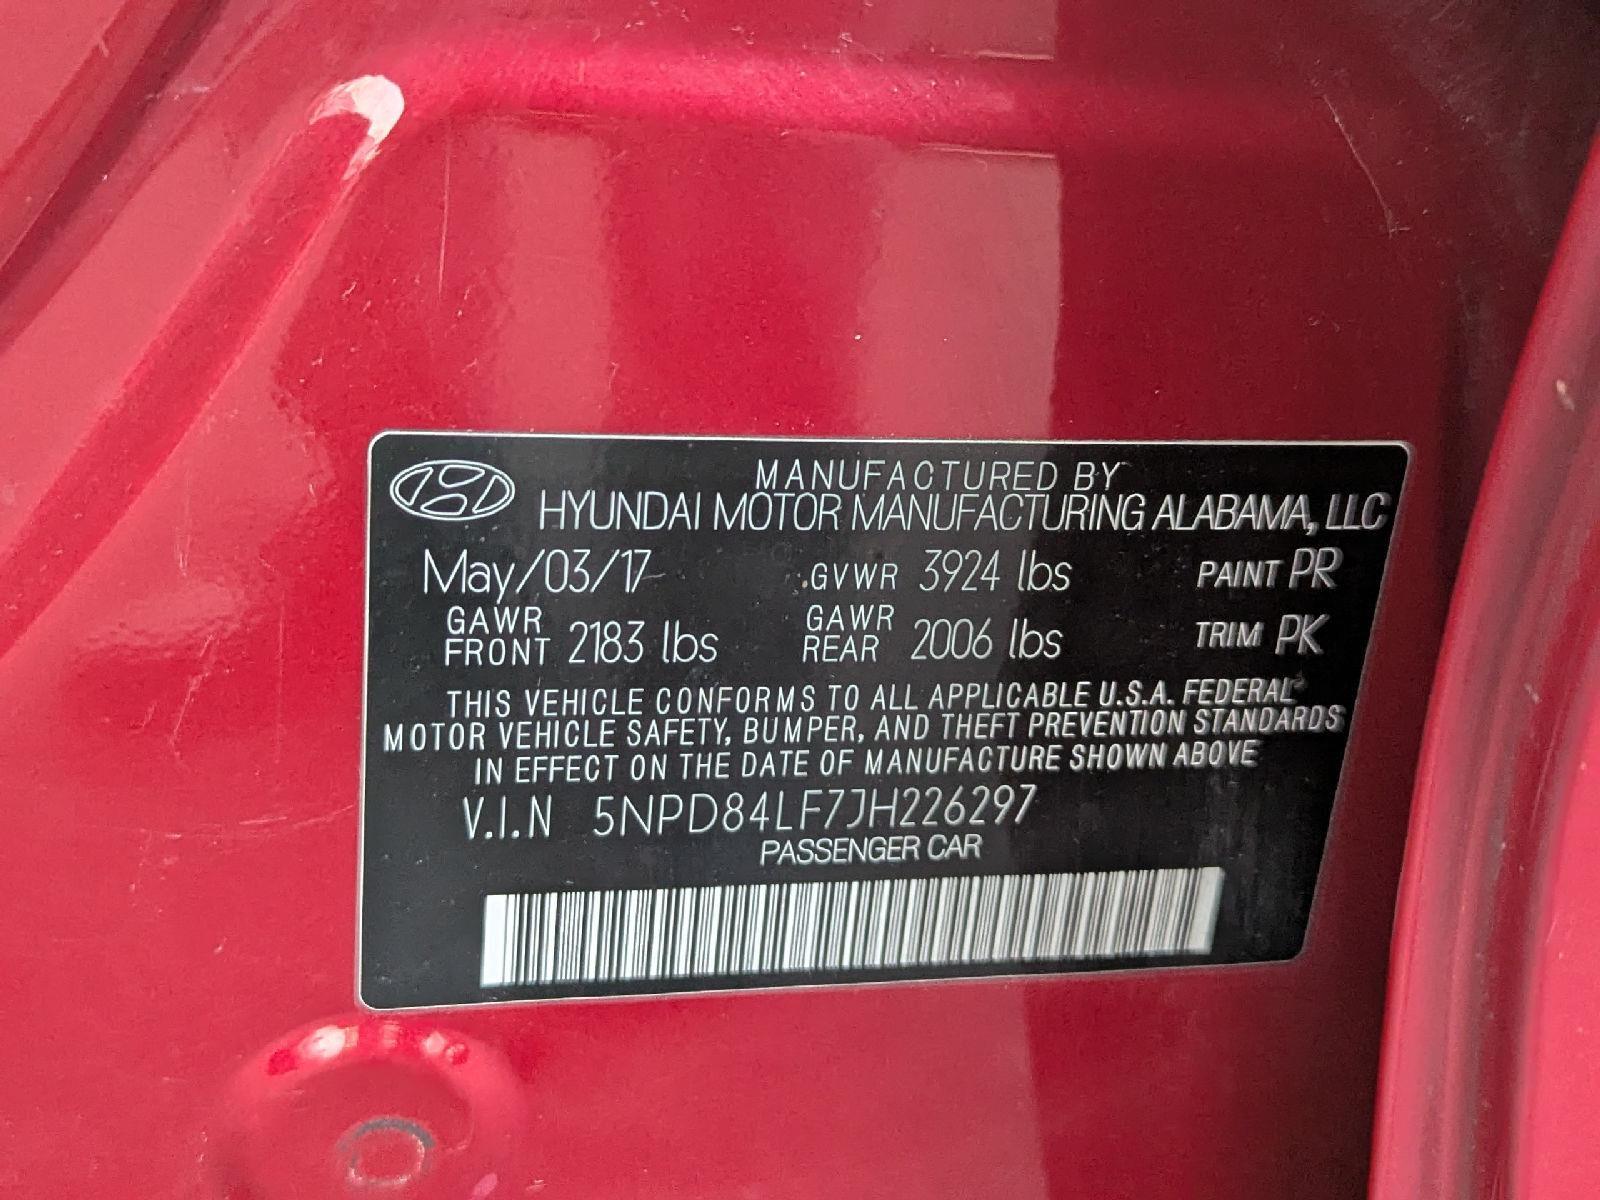 MANUFACTURED BY
HYUNDAI MOTOR MANUFACTURING ALABAMA, LLC
May/03/17 GVWR 3924 lbs PAINT PR
GAWR FRONT 2183 lbs GAWR REAR 2006 lbs TRIM PK
THIS VEHICLE CONFORMS TO ALL APPLICABLE U.S.A. FEDERAL
MOTOR VEHICLE SAFETY, BUMPER, AND THEFT PREVENTION STANDARDS
IN EFFECT ON THE DATE OF MANUFACTURE SHOWN ABOVE
V.I.N 5NPD84LF7JH226297
PASSENGER CAR